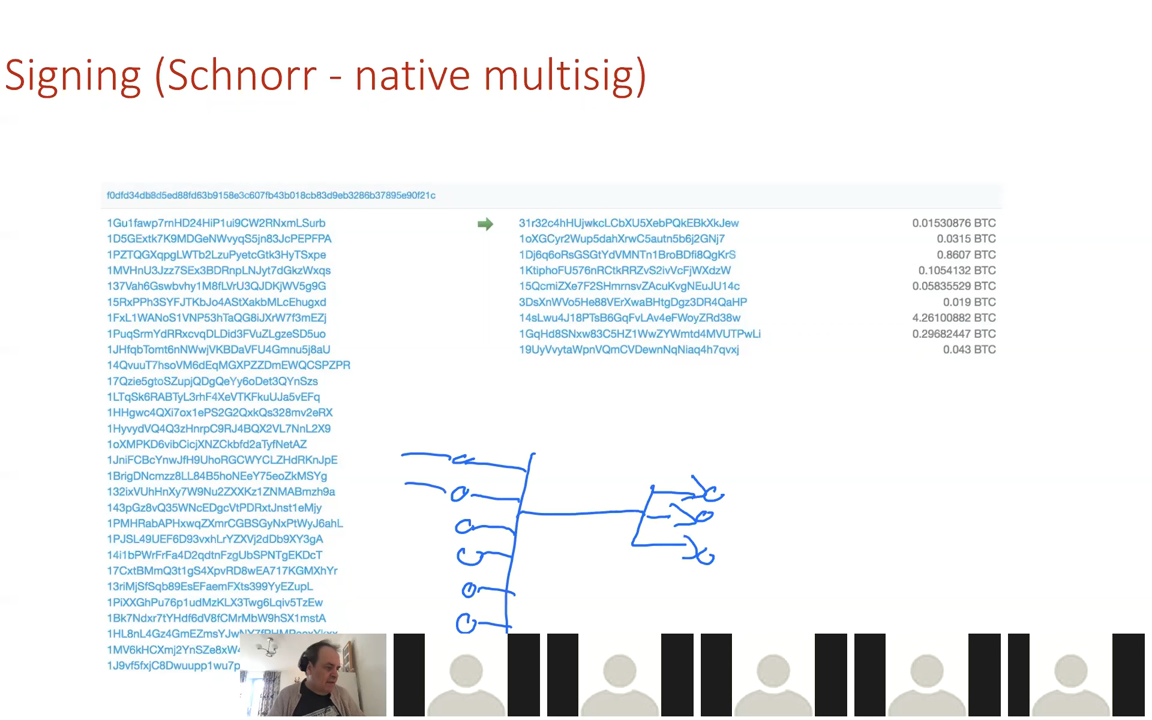 Signing (Schnorr - native multisig)
f0dfd34db8d5ed88fd63b9158e3c607fb43b018cb83d9eb3286b37895e90f21c
1Gu1fawp7rnHD24HiP1ui9CW2RNxmLSurb
31r32c4hHUjwkcLCbXU5XebPQkEBkXkJew
0.01530876 BTC
1D5GExtk7K9MDGeNWvyqS5jn83JcPEPFPA
1oXGCyr2Wup5dahXrwC5autn5b6j2GNj7
0.0315 BTC
1PZTQGXqpgLWTb2LzuPyetcGtk3HyTSxpe
1Dj6q6oRsGSGtYdVMNTn1BroBDfi8QgKrS
0.8607 BTC
1MVHnU3Jzz7SEx3BDRnpLNJyt7dGkzWxqs
1KtiphoFU576nRCtkRRZvS2ivVcFjWXdzW
0.1054132 BTC
137Vah6Gswbvhy1M8fLVrU3QJDKjWV5g9G
15QcmiZXe7F2SHmrnsvZAcuKvgNEuJU14c
0.05835529 BTC
15RxPPh3SYFJTKbJo4AStXakbMLcEhugxd
3DsXnWVo5He88VErXwaBHtgDgz3DR4QaHP
0.019 BTC
1FxL1WANoS1VNP53hTaQG8iJXrW7f3mEZj
14sLwu4J18PTsB6GqFvLAv4eFWoyZRd38w
4.26100882 BTC
1PuqSrmYdRRxcvqDLDid3FVuZLgzeSD5uo
1GqHd8SNxw83C5HZ1WwZYWmtd4MVUTPwLi
0.29682447 BTC
1JHfqbTomt6nNWwjVKBDaVFU4Gmnu5j8aU
19UyVvytaWpnVQmCVDewnNqNiaq4h7qvxj
0.043 BTC
14QvuuT7hsoVM6dEqMGXPZZDmEWQCSPZPR
17Qzie5gtoSZupjQDgQeYy6oDet3QYnSzs
1LTqSk6RABTyL3rhF4XeVTKFkuUJa5vEFq
1HHgwc4QXi7ox1ePS2G2QxkQs328mv2eRX
1HyvydVQ4Q3zHnrpC9RJ4BQX2VL7NnL2X9
1oXMPKD6vibCicjXNZCkbfd2aTyfNetAZ
1JniFCBcYnwJfH9UhoRGCWYCLZHdRKnJpE
1BrigDNcmzz8LL84B5hoNEeY75eoZkMSYg
132ixVUhHnXy7W9Nu2ZXXKz1ZNMABmzh9a
143pGz8vQ35WNcEDgcVtPDRxtJnst1eMjy
1PMHRabAPHxwqZXmrCGBSGyNxPtWyJ6ahL
1PJSL49UEF6D93vxhLrYZXVj2dDb9XY3gA
14i1bPWrFrFa4D2qdtnFzgUbSPNTgEKDcT
17CxtBMmQ3t1gS4XpvRD8wEA717KGMXhYr
13riMjSfSqb89EsEFaemFXts399YyEZupL
1PiXXGhPu76p1udMzKLX3Twg6Lqiv5TzEw
1Bk7Ndxr7tYHdf6dV8fCMrMbW9hSX1mstA